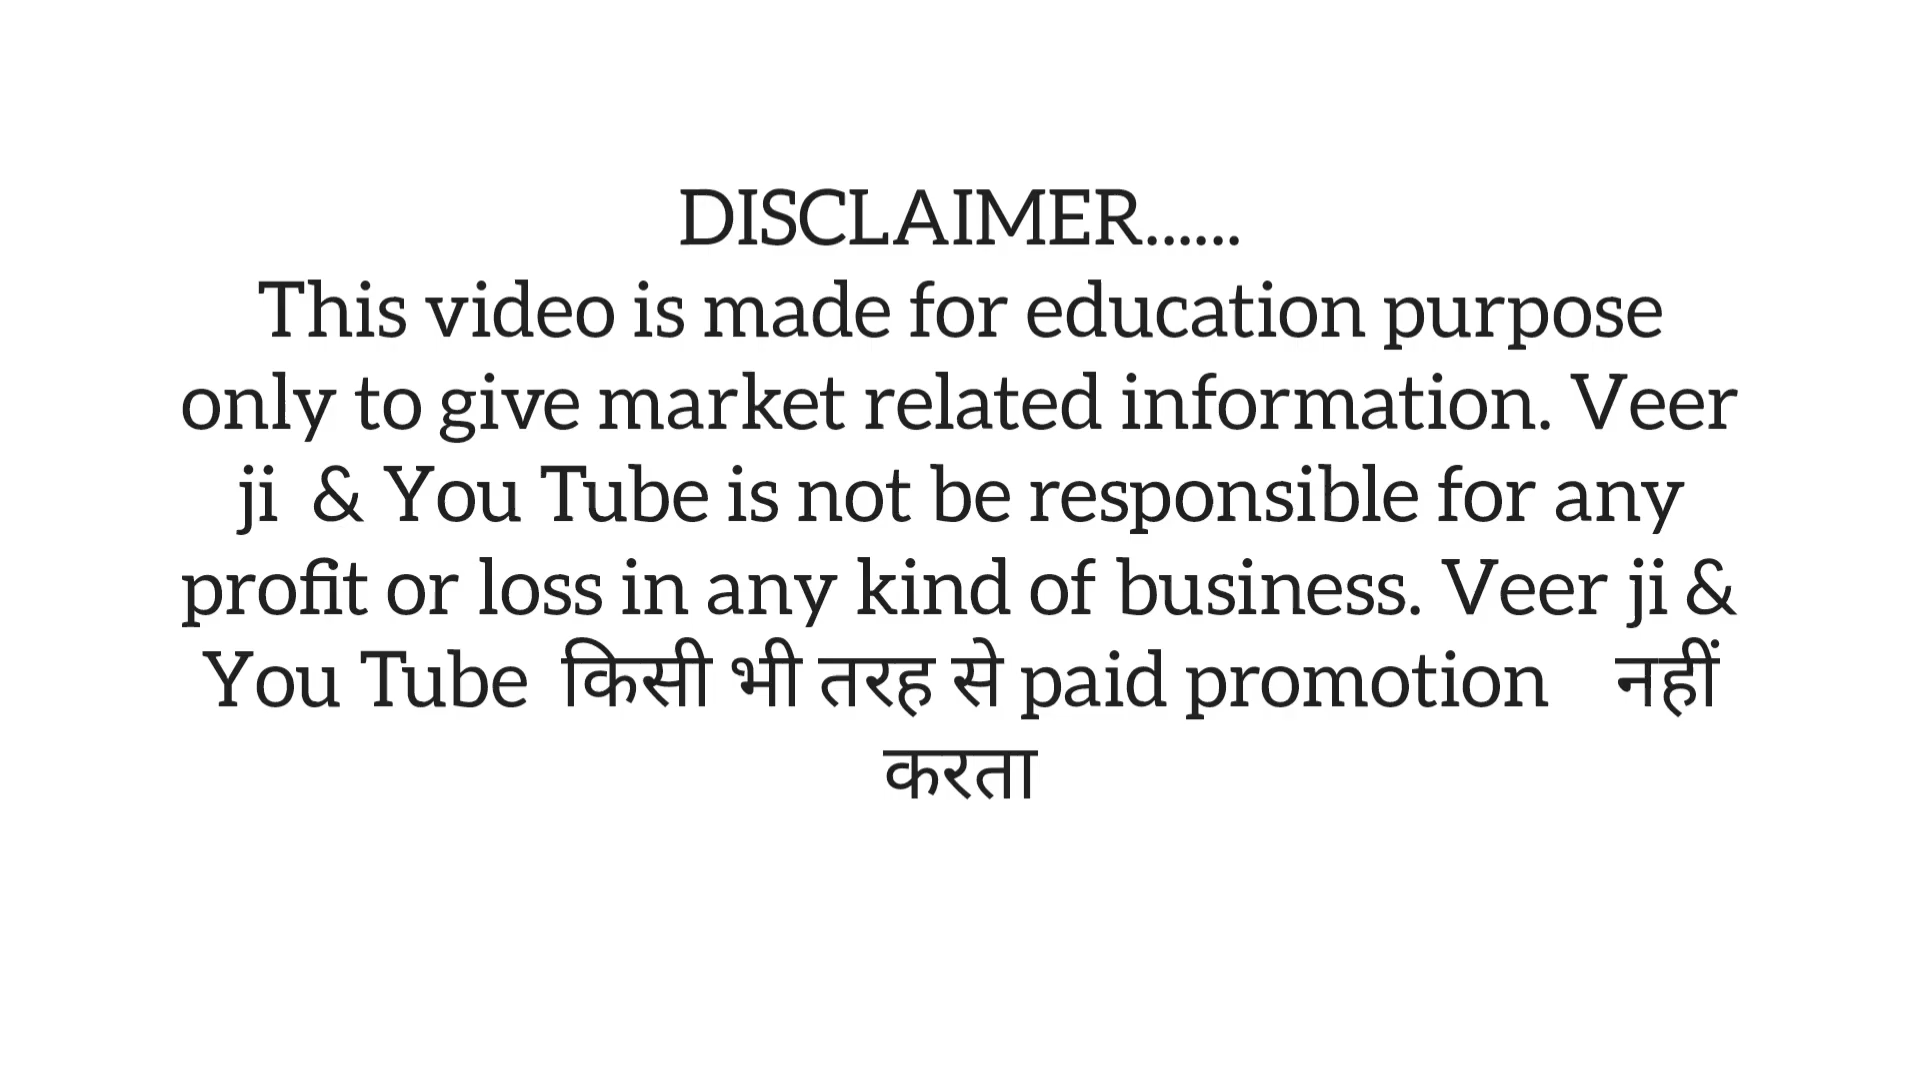 DISCLAIMER......
This video is made for education purpose
only to give market related information. Veer
ji & You Tube is not be responsible for any
profit or loss in any kind of business. Veer ji &
You Tube किसी भी तरह से paid promotion नहीं
करता